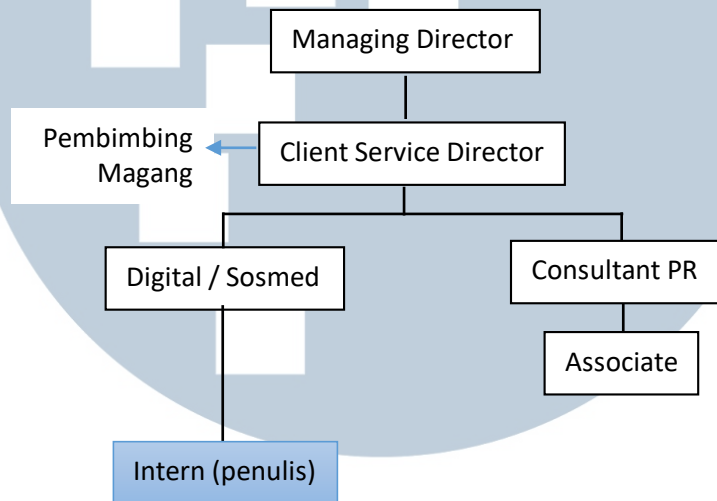 Managing Director
Pembimbing
Magang
Client Service Director
Digital / Sosmed
Consultant PR
Associate
Intern (penulis)